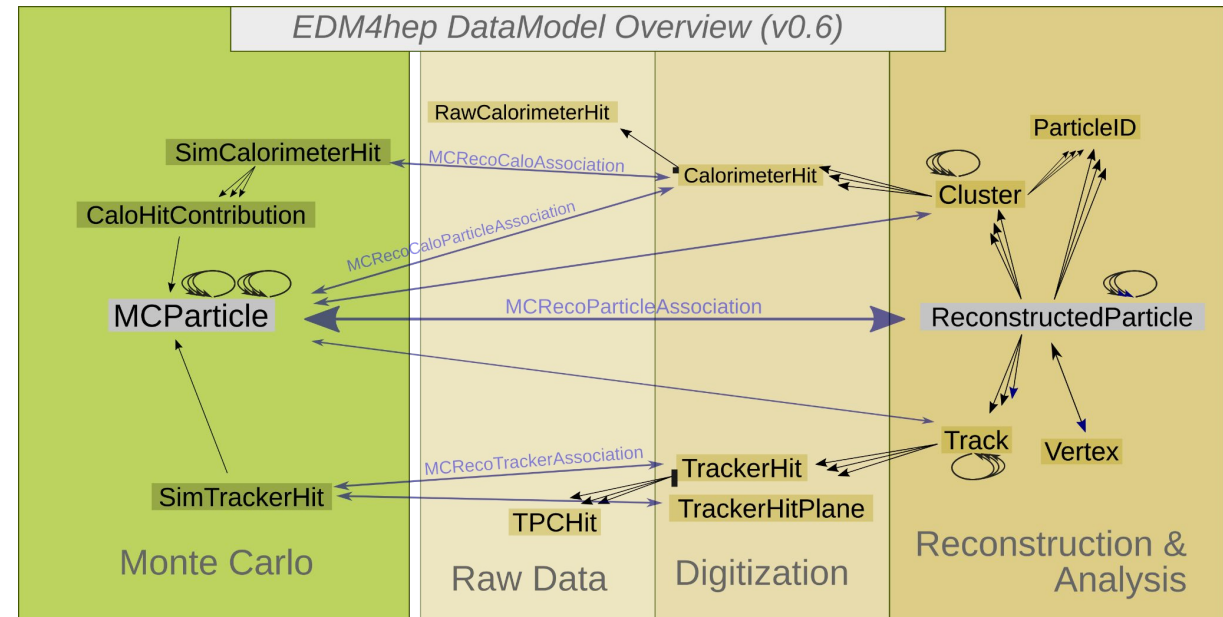 EDM4hep DataModel Overview (v0.6)
RawCalorimeterHit
ParticleID
SimCalorimeterHit
MCRecoCaloAssociation
CalorimeterHit
Cluster
CaloHitContribution
MCRecoCaloParticleAssociation
MCParticle
MCRecoParticleAssociation
ReconstructedParticle
Track
Vertex
MCRecoTrackerAssociation
TrackerHit
SimTrackerHit
TrackerHitPlane
TPCHit
Monte Carlo
Raw Data
Digitization
Reconstruction &
Analysis